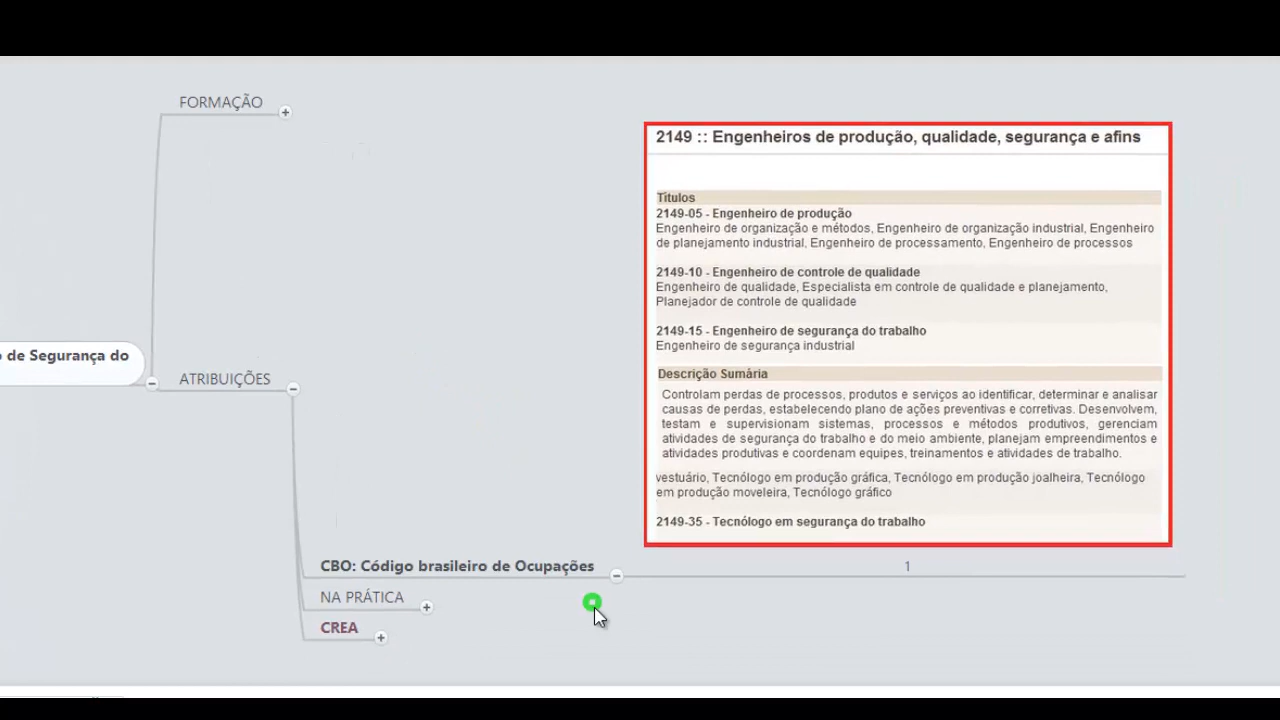 FORMAÇÃO
2149 :: Engenheiros de produção, qualidade, segurança e afins
Títulos
2149-05 - Engenheiro de produção
Engenheiro de organização e métodos, Engenheiro de organização industrial, Engenheiro
de planejamento industrial, Engenheiro de processamento, Engenheiro de processos
2149-10 - Engenheiro de controle de qualidade
Engenheiro de qualidade, Especialista em controle de qualidade e planejamento,
Planejador de controle de qualidade
2149-15 - Engenheiro de segurança do trabalho
Engenheiro de segurança industrial
o de Segurança do
ATRIBUIÇÕES
Descrição Sumária
Controlam perdas de processos, produtos e serviços ao identificar, determinar e analisar
causas de perdas, estabelecendo plano de ações preventivas e corretivas. Desenvolvem,
testam e supervisionam sistemas, processos e métodos produtivos, gerenciam
atividades de segurança do trabalho e do meio ambiente, planejam empreendimentos e
atividades produtivas e coordenam equipes, treinamentos e atividades de trabalho.
vestuário, Tecnólogo em produção gráfica, Tecnólogo em produção joalheira, Tecnólogo
em produção moveleira, Tecnólogo gráfico
2149-35 - Tecnólogo em segurança do trabalho
CBO: Código brasileiro de Ocupações
1
NA PRÁTICA
CREA